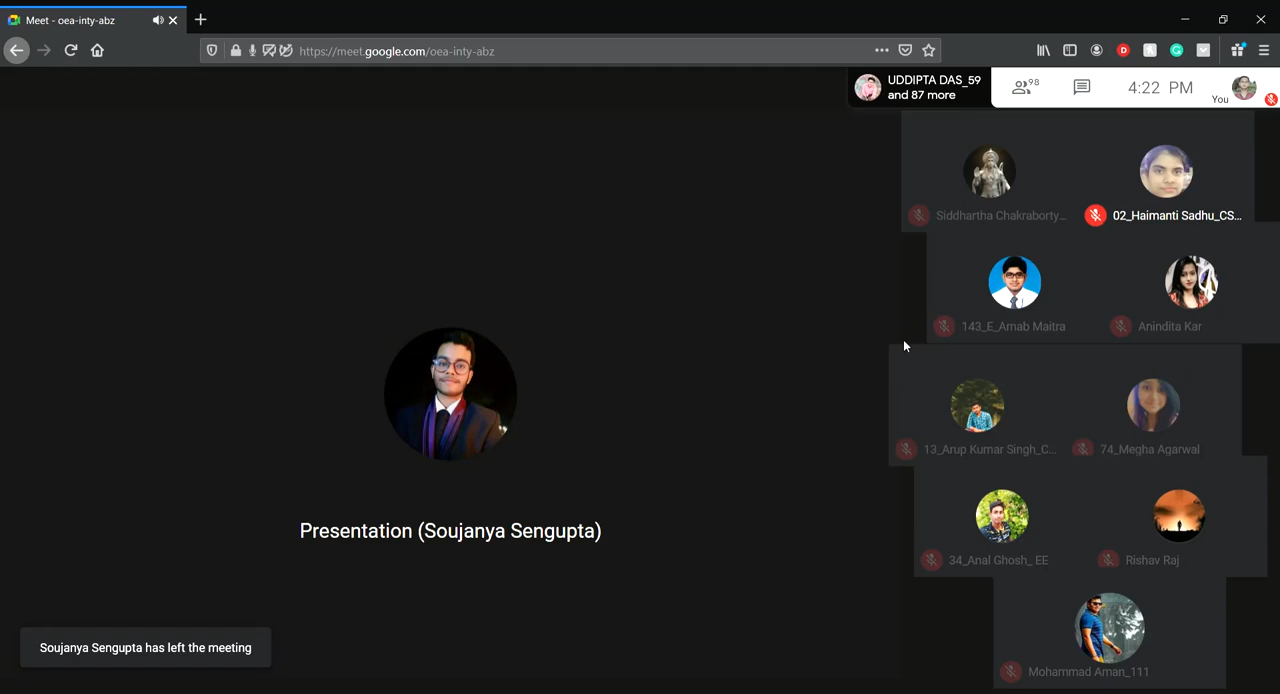 Meet - oea-inty-abz
https://meet.google.com/oea-inty-abz
UDDIPTA DAS_59
and 87 more
98
4:22 PM
You
Siddhartha Chakraborty...
02_Haimanti Sadhu_CS...
143_E_Arnab Maitra
Anindita Kar
13_Arup Kumar Singh_C...
74_Megha Agarwal
34_Anal Ghosh_ EE
Rishav Raj
Mohammad Aman_111
Presentation (Soujanya Sengupta)
Soujanya Sengupta has left the meeting